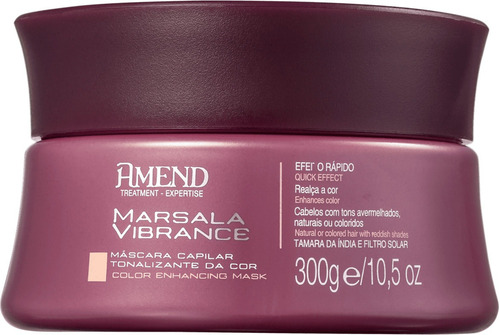 AMEND
TREATMENT - EXPERTISE
MARSALA
VIBRANCE
MÁSCARA CAPILAR
TONALIZANTE DA COR
COLOR ENHANCING MASK
EFEITO RÁPIDO
QUICK EFFECT
Realça a cor
Enhances color
Cabelos com tons avermelhados,
naturais ou coloridos
Natural or colored hair with reddish shades
TAMARA DA ÍNDIA E FILTRO SOLAR
300g e/10,5 oz